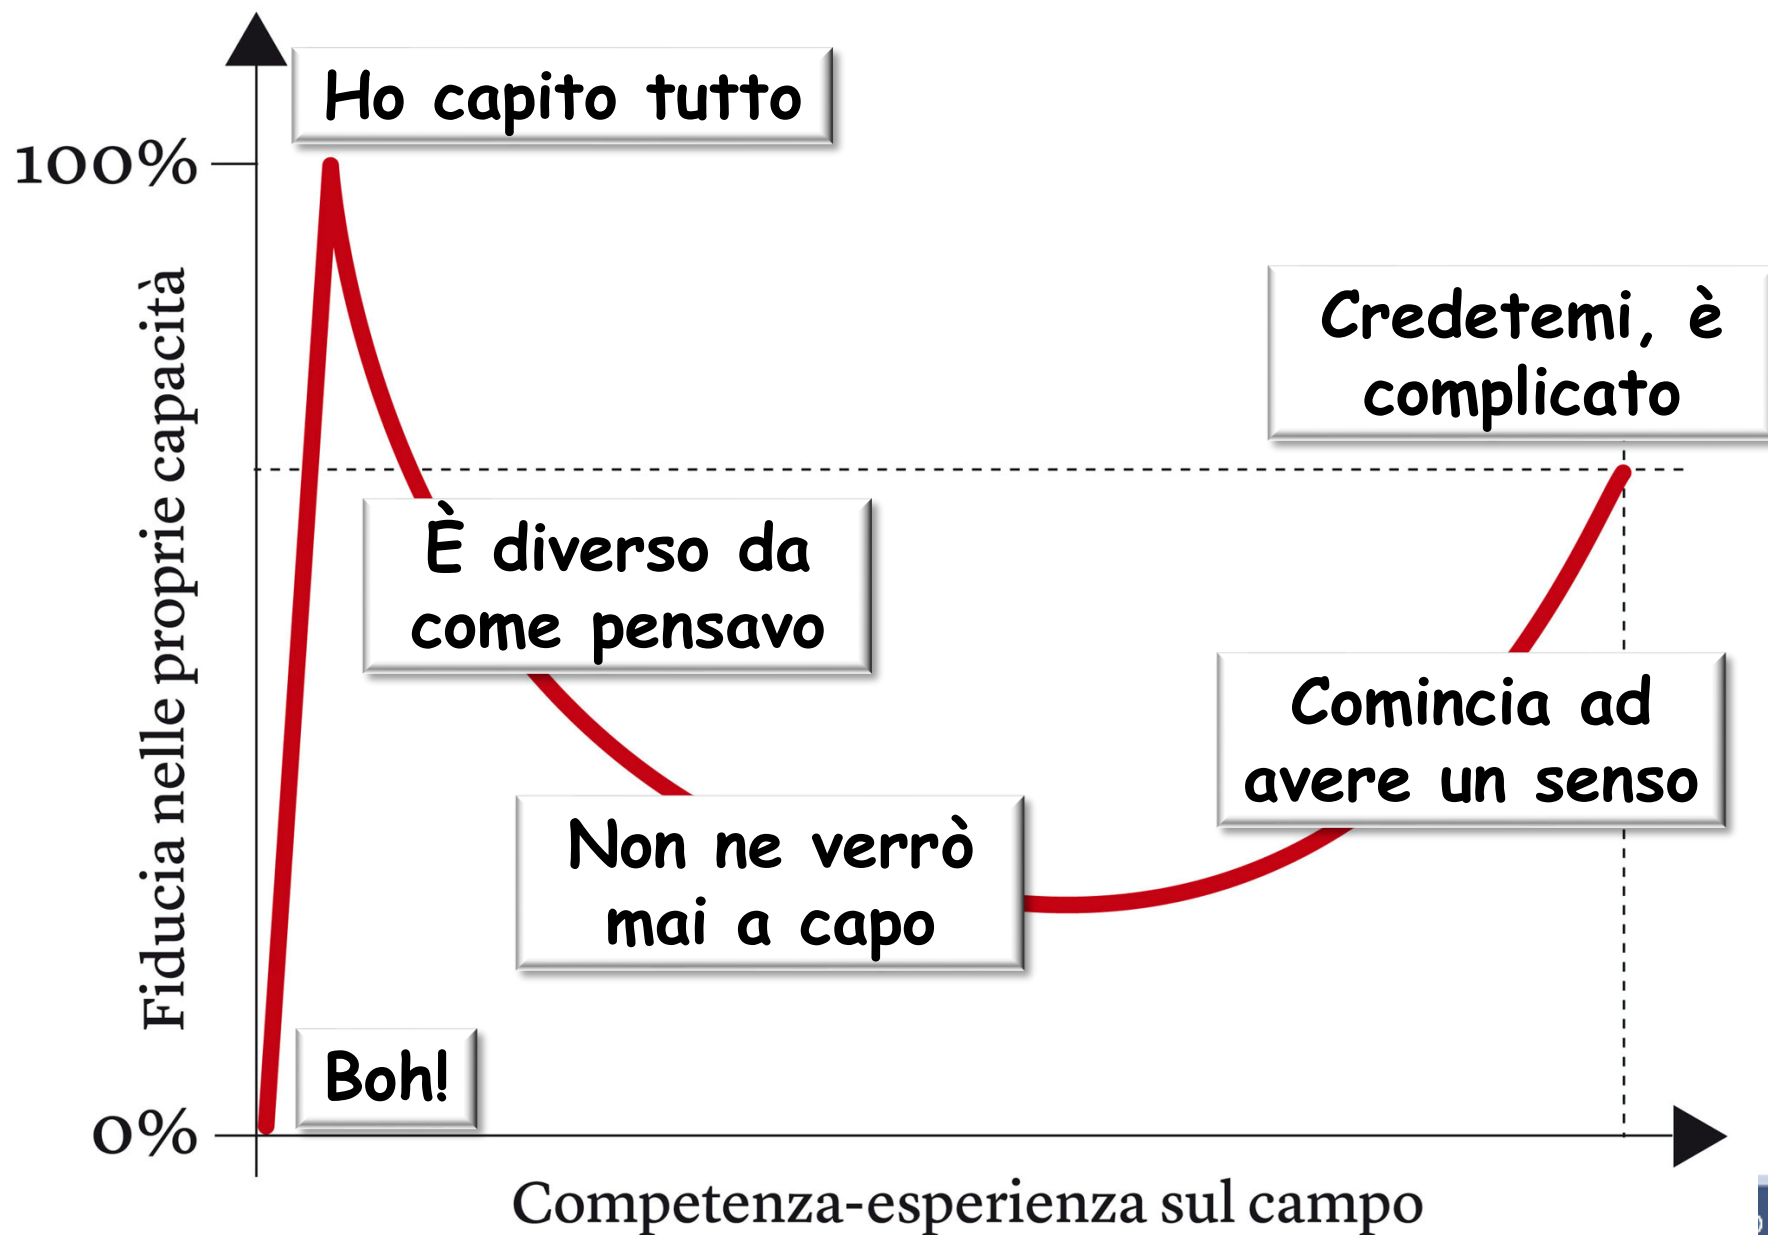 Ho capito tutto
100%
Credetemi, è
complicato
È diverso da
come pensavo
Comincia ad
avere un senso
Non ne verrò
mai a capo
Boh!
0%
Fiducia nelle proprie capacità
Competenza-esperienza sul campo